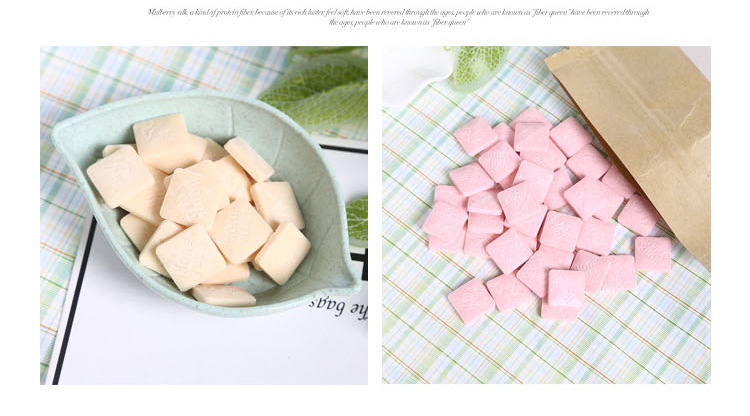 Mulberry silk, a kind of protein fiber, because of its rich luster, feel soft, have been revered through the ages, people who are known as "fiber queen" have been revered through
the ages, people who are known as "fiber queen"
the bags